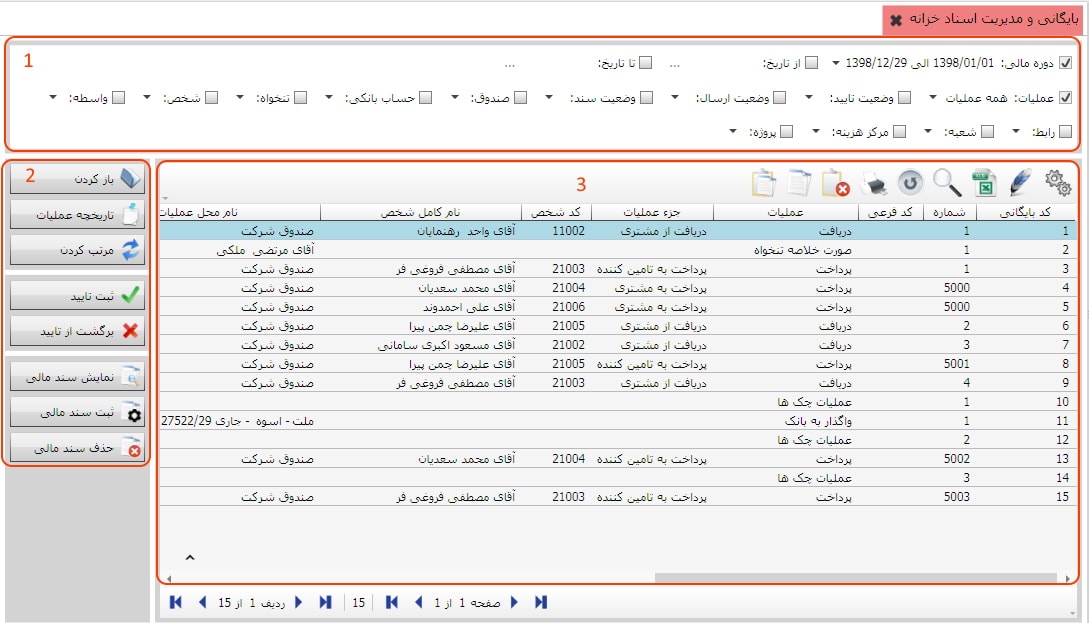 بایگانی و مدیریت اسناد خزانه
1
دوره مالی: 1398/01/01 الی 1398/12/29 از تاریخ: ... تا تاریخ: ...
عملیات: همه عملیات وضعیت تایید: وضعیت ارسال: وضعیت سند: صندوق: حساب بانکی: تنخواه: شخص: واسطه:
رابط: شعبه: مرکز هزینه: پروژه:
2
باز کردن
تاریخچه عملیات
مرتب کردن
ثبت تایید
برگشت از تایید
نمایش سند مالی
ثبت سند مالی
حذف سند مالی
3
کد بایگانی شماره کد فرعی عملیات جزء عملیات کد شخص نام کامل شخص نام محل عملیات
1 1 دریافت دریافت از مشتری 11002 آقای واحد رهنمایان صندوق شرکت
2 1 صورت خلاصه تنخواه آقای مرتضی ملکی
3 1 پرداخت پرداخت به تامین کننده 21003 آقای مصطفی فروغی فر صندوق شرکت
4 5000 پرداخت پرداخت به مشتری 21004 آقای محمد سعدیان صندوق شرکت
5 5000 پرداخت پرداخت به مشتری 21006 آقای علی احمدوند صندوق شرکت
6 2 دریافت دریافت از مشتری 21005 آقای علیرضا چمن پیرا صندوق شرکت
7 3 دریافت دریافت از مشتری 21002 آقای مسعود اکبری سامانی صندوق شرکت
8 5001 پرداخت پرداخت به تامین کننده 21005 آقای علیرضا چمن پیرا صندوق شرکت
9 4 دریافت دریافت از مشتری 21003 آقای مصطفی فروغی فر صندوق شرکت
10 1 عملیات چک ها
11 1 واگذار به بانک ملت - اسوه - جاری 27522/29
12 2 عملیات چک ها
13 5002 پرداخت پرداخت به تامین کننده 21004 آقای محمد سعدیان صندوق شرکت
14 3 عملیات چک ها
15 5003 پرداخت پرداخت به تامین کننده 21003 آقای مصطفی فروغی فر صندوق شرکت
صفحه 1 از 1 15 ردیف 1 از 15